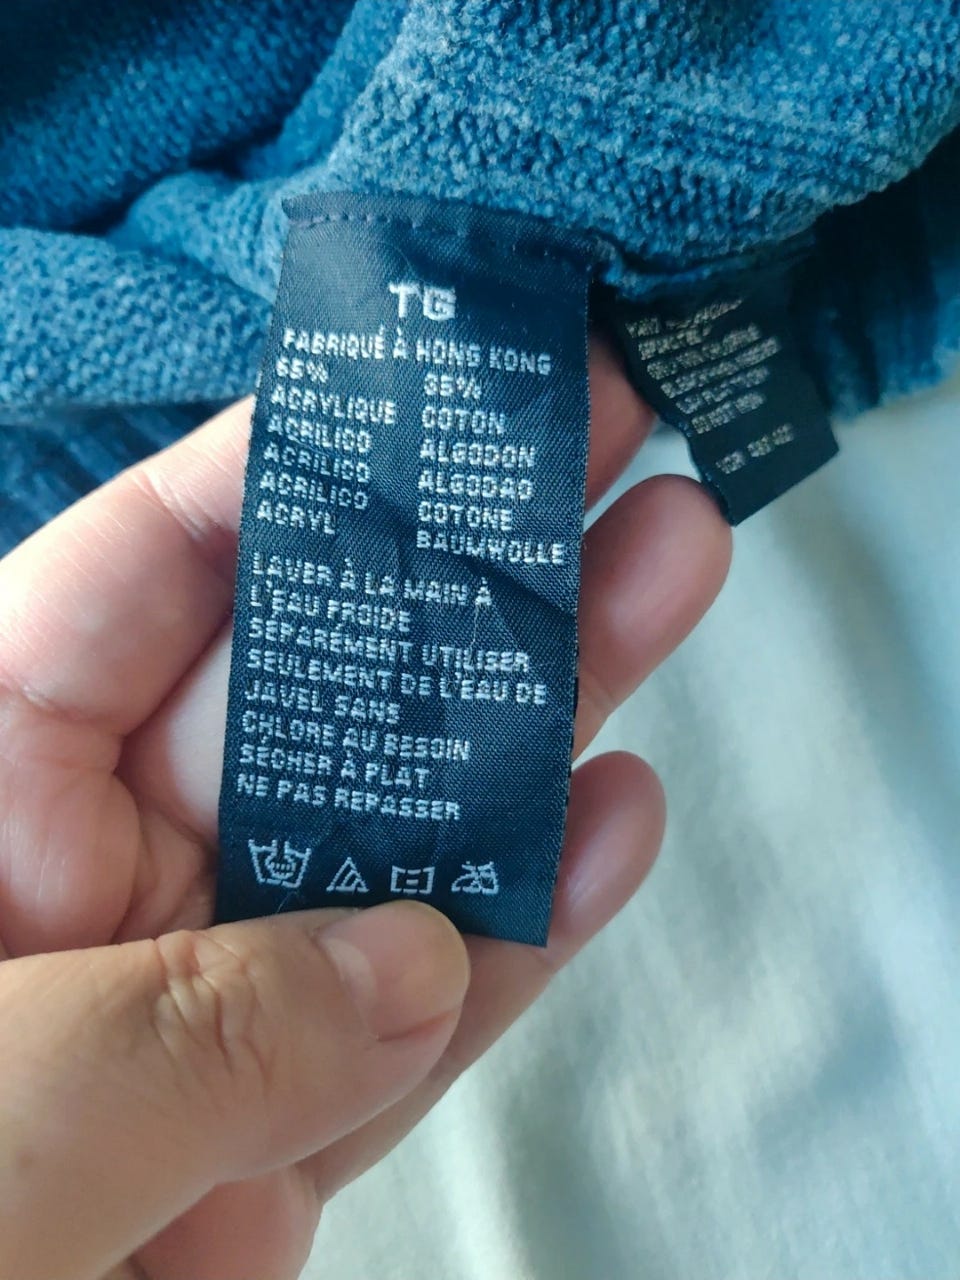 TG
FABRIQUÉ À HONG KONG
65% 35%
ACRYLIQUE COTON
ACRILICO ALGODON
ACRILICO ALGODAO
ACRILICO COTONE
ACRYL BAUMWOLLE
LAVER À LA MAIN À
L'EAU FROIDE
SÉPARÉMENT UTILISER
SEULEMENT DE L'EAU DE
JAVEL SANS
CHLORE AU BESOIN
SÉCHER À PLAT
NE PAS REPASSER